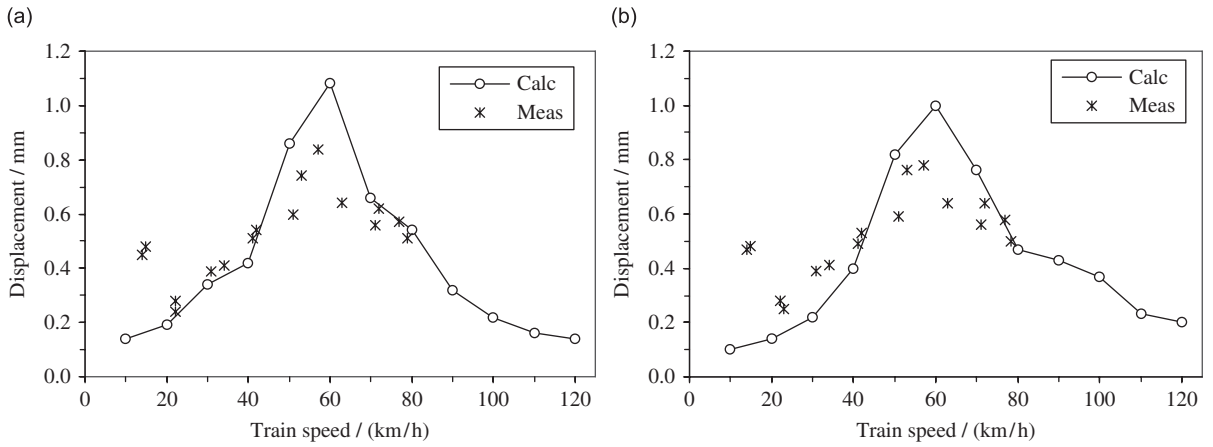 (a)
1.2
1.0
0.8
0.6
0.4
0.2
0.0
Displacement / mm
Calc
Meas
0 20 40 60 80 100 120
Train speed / (km/h)
(b)
1.2
1.0
0.8
0.6
0.4
0.2
0.0
Displacement / mm
Calc
Meas
0 20 40 60 80 100 120
Train speed / (km/h)